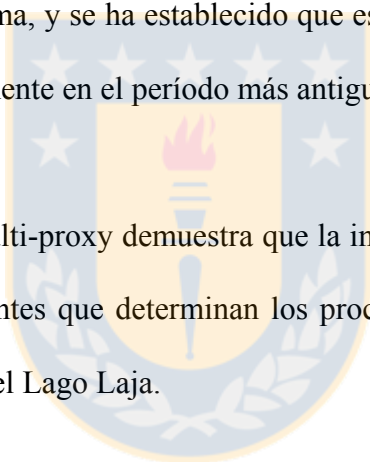 ma, y se ha establecido que es
ente en el período más antigu
lti-proxy demuestra que la in
ntes que determinan los proc
el Lago Laja.